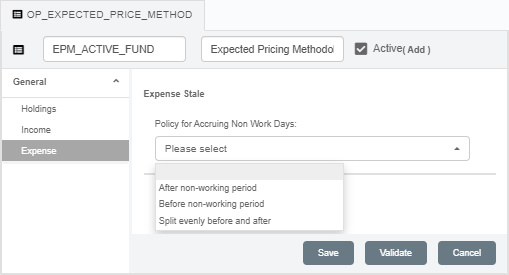 OP_EXPECTED_PRICE_METHOD
EPM_ACTIVE_FUND
Expected Pricing Methodol
Active( Add )
General
Holdings
Income
Expense
Expense Stale
Policy for Accruing Non Work Days:
Please select
After non-working period
Before non-working period
Split evenly before and after
Save
Validate
Cancel